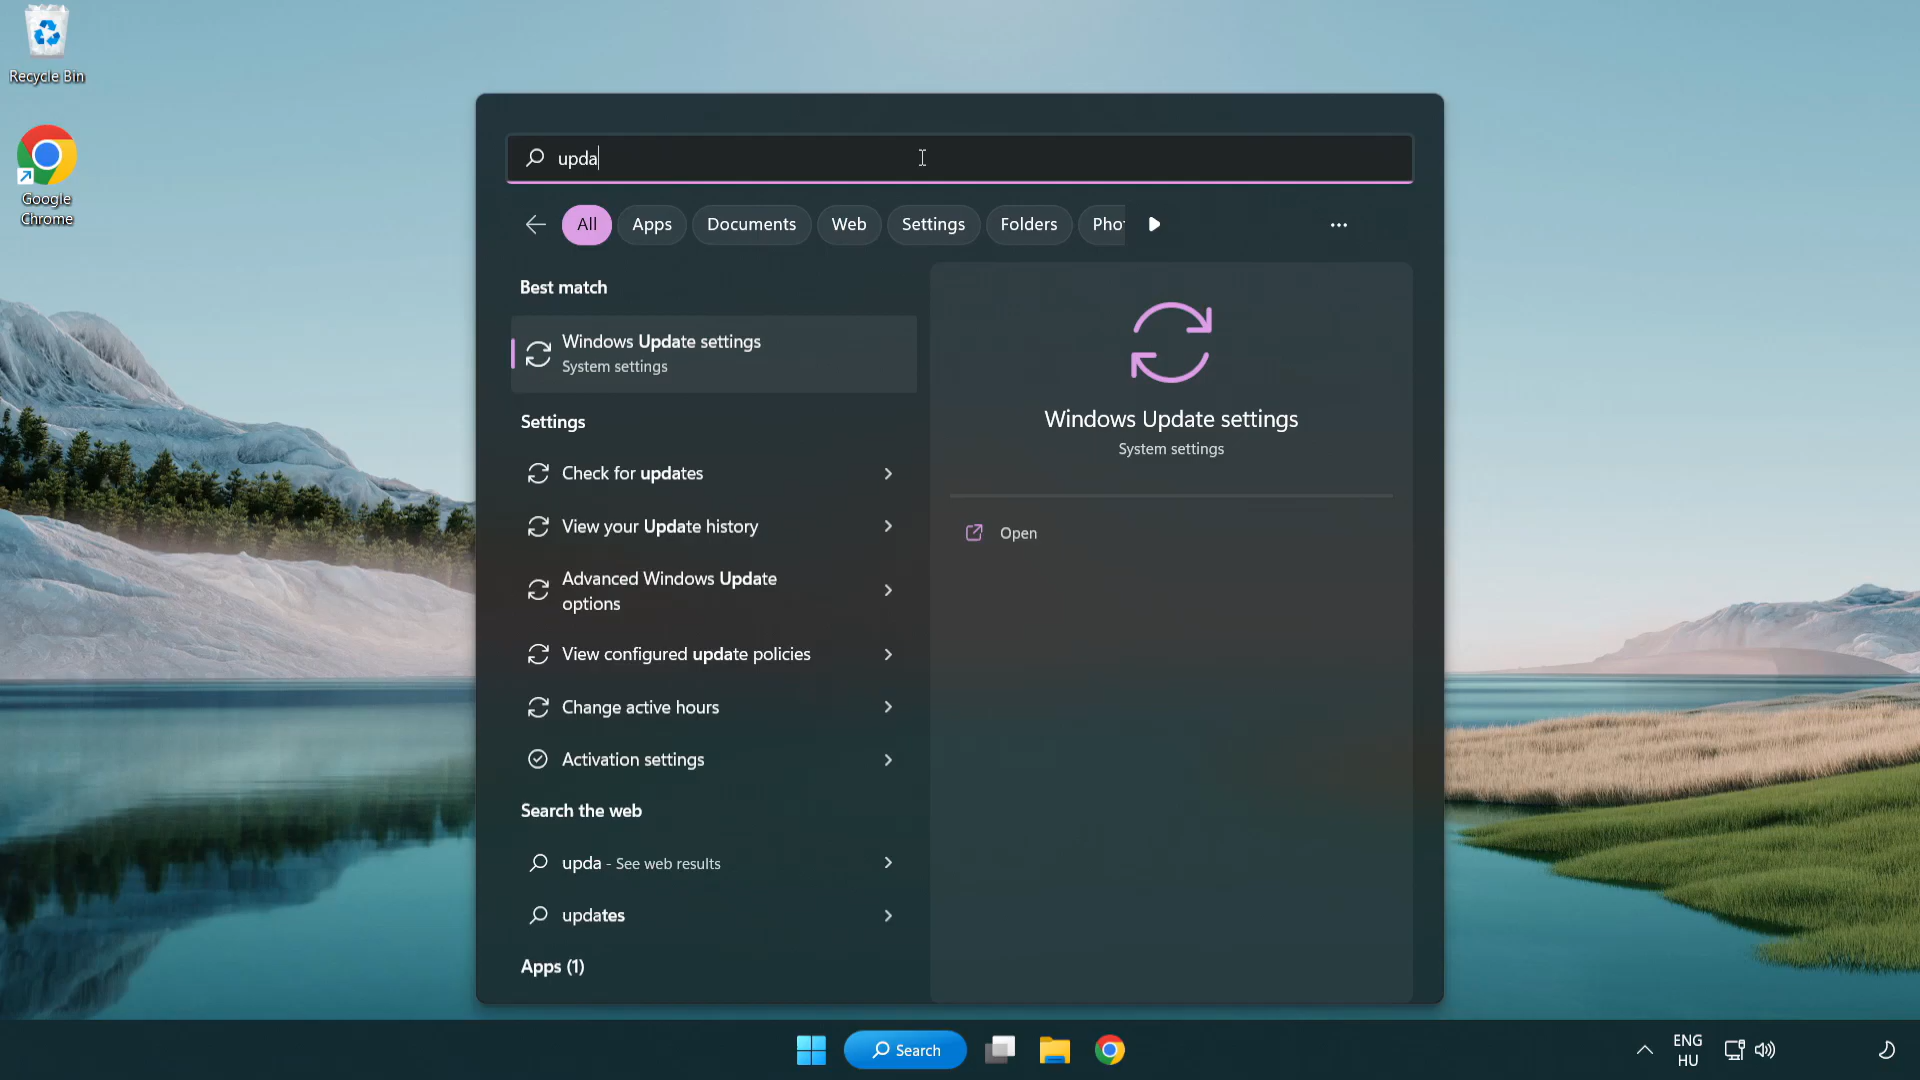 Recycle Bin
Google
Chrome
upda
All
Apps
Documents
Web
Settings
Folders
Pho
Best match
Windows Update settings
System settings
Settings
Check for updates
View your Update history
Advanced Windows Update
options
View configured update policies
Change active hours
Activation settings
Search the web
upda - See web results
updates
Apps (1)
Windows Update settings
System settings
Open
Search
ENG
HU